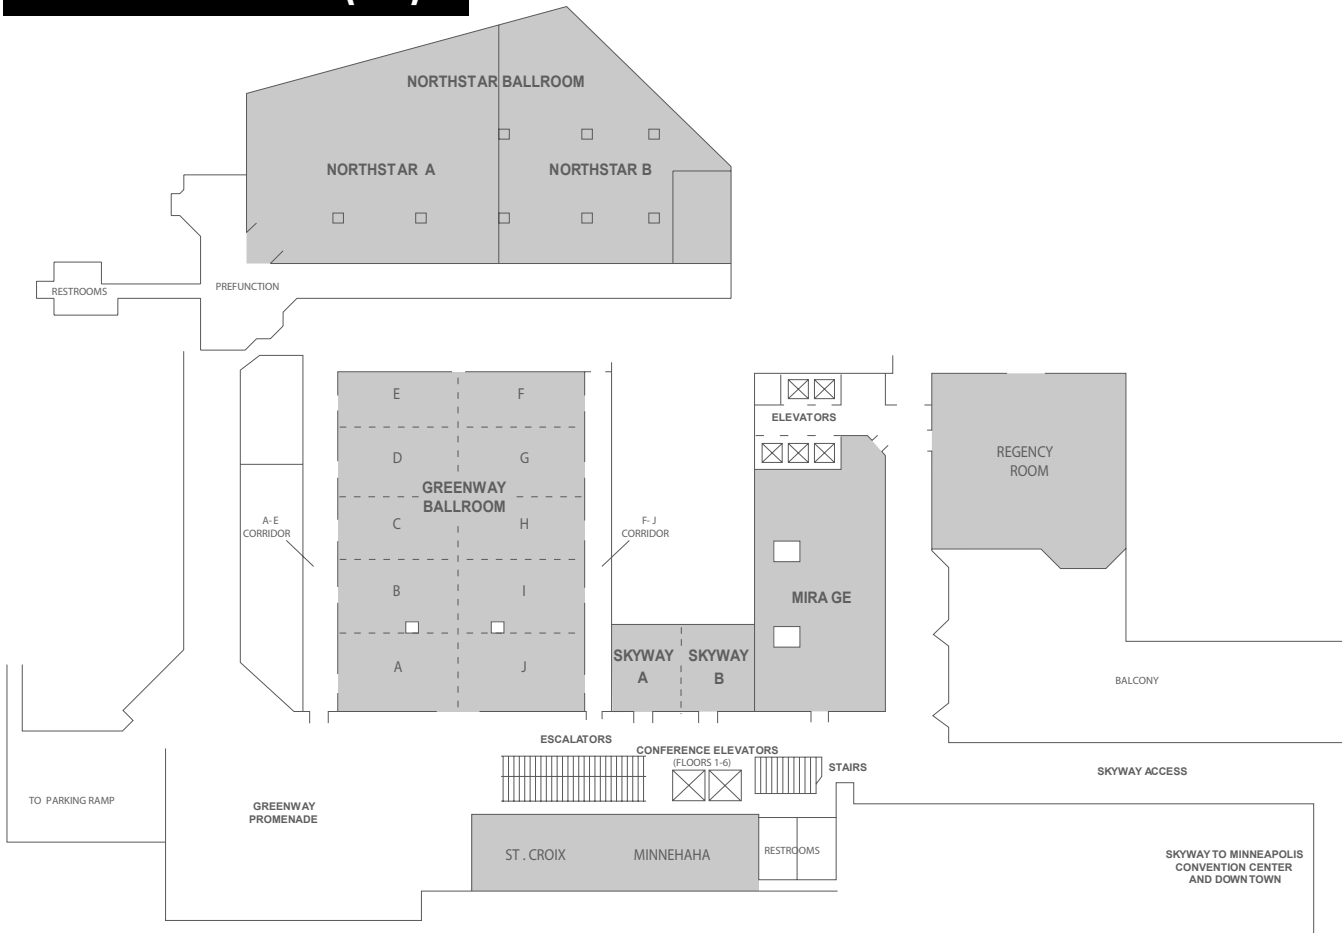 NORTHSTAR BALLROOM
NORTHSTAR A
NORTHSTAR B
RESTROOMS
PREFUNCTION
E
F
ELEVATORS
D
G
REGENCY
ROOM
GREENWAY
BALLROOM
A- E
CORRIDOR
C
H
F- J
CORRIDOR
B
I
MIRA GE
A
J
SKYWAY
A
SKYWAY
B
BALCONY
ESCALATORS
CONFERENCE ELEVATORS
(FLOORS 1-6)
STAIRS
SKYWAY ACCESS
TO PARKING RAMP
GREENWAY
PROMENADE
ST . CROIX
MINNEHAHA
RESTROOMS
SKYWAY TO MINNEAPOLIS
CONVENTION CENTER
AND DOWNTOWN